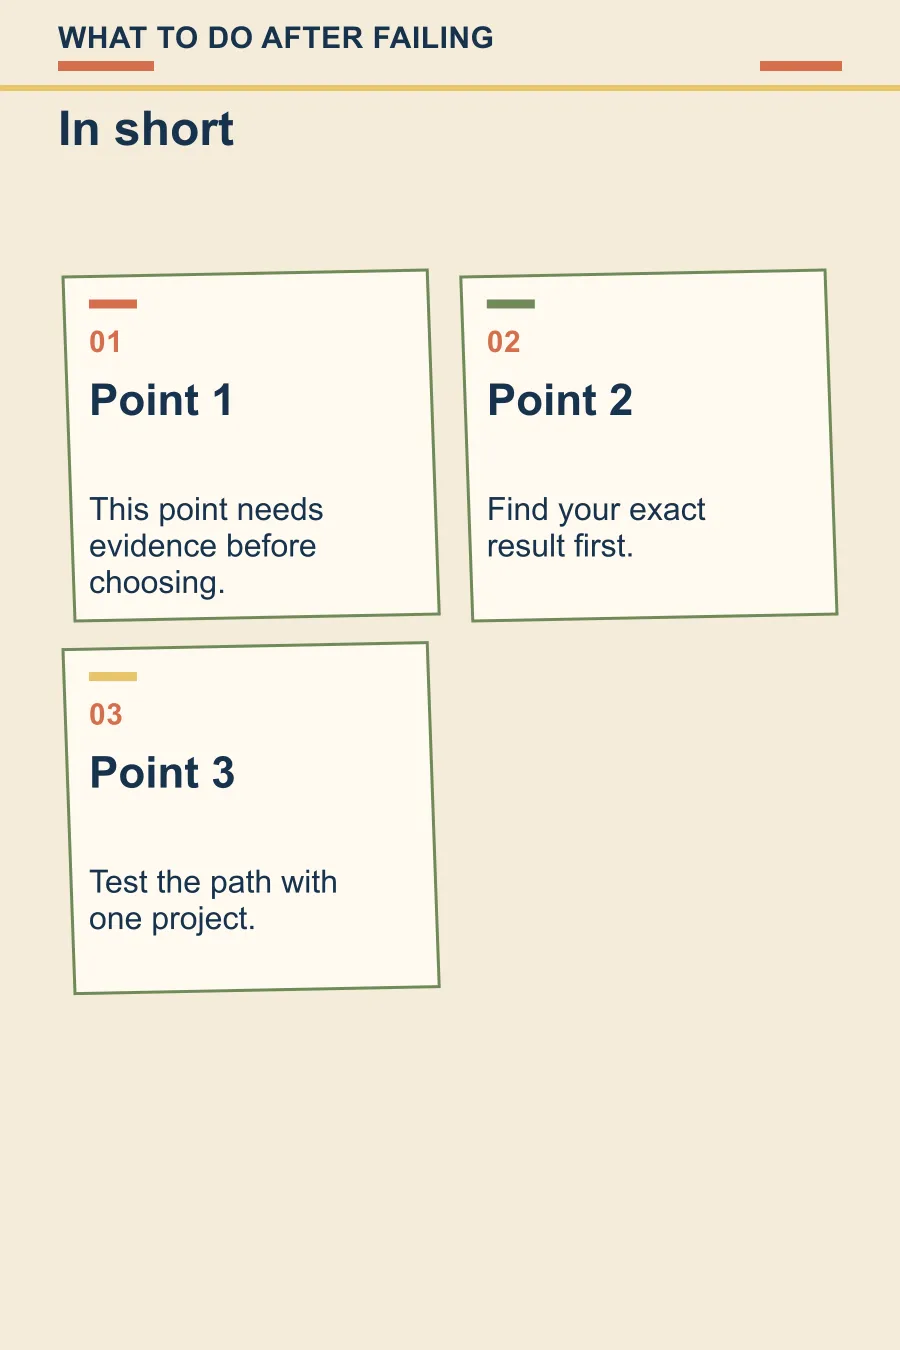 WHAT TO DO AFTER FAILING
In short
01
Point 1
This point needs
evidence before
choosing.
02
Point 2
Find your exact
result first.
03
Point 3
Test the path with
one project.